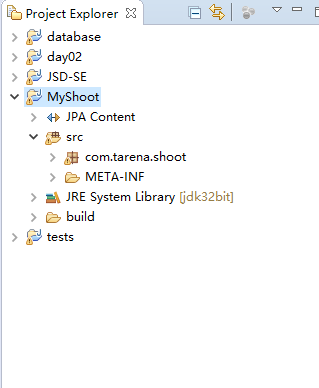 Project Explorer
database
day02
JSD-SE
MyShoot
JPA Content
src
com.tarena.shoot
META-INF
JRE System Library [jdk32bit]
build
tests